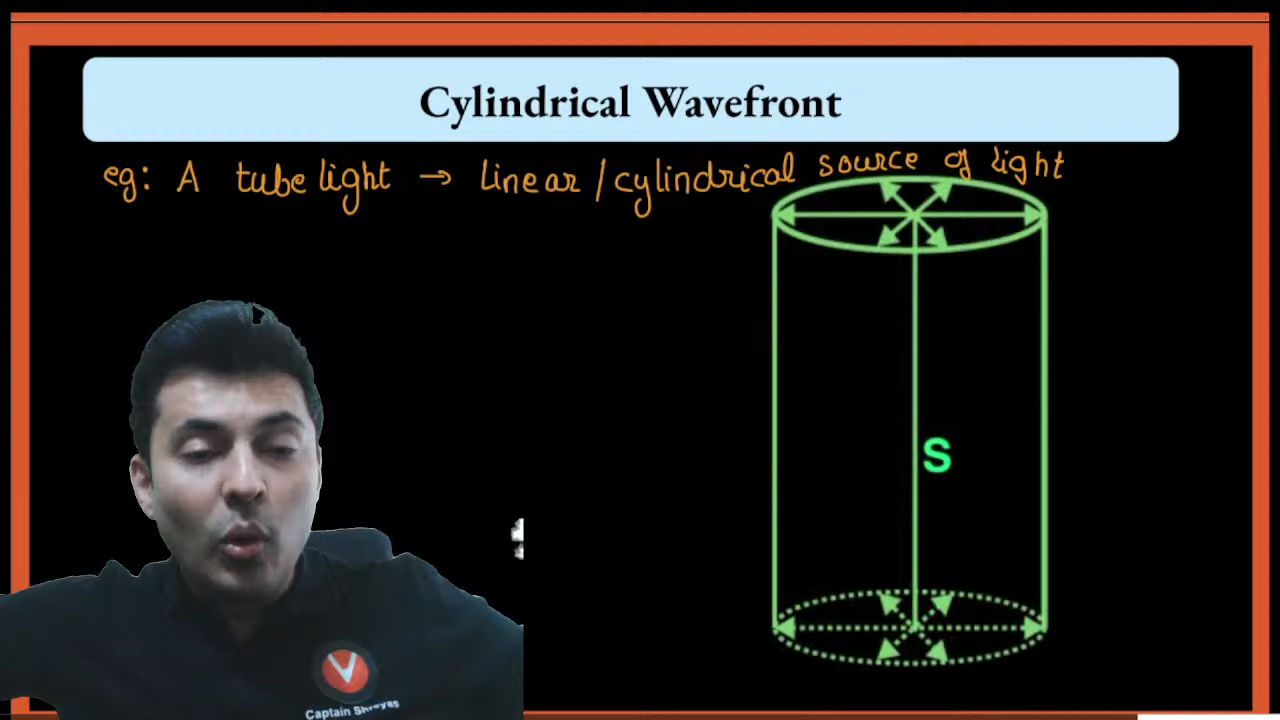 Cylindrical Wavefront
eg: A tube light → linear / cylindrical source of light
S
V
Captain Shreyas